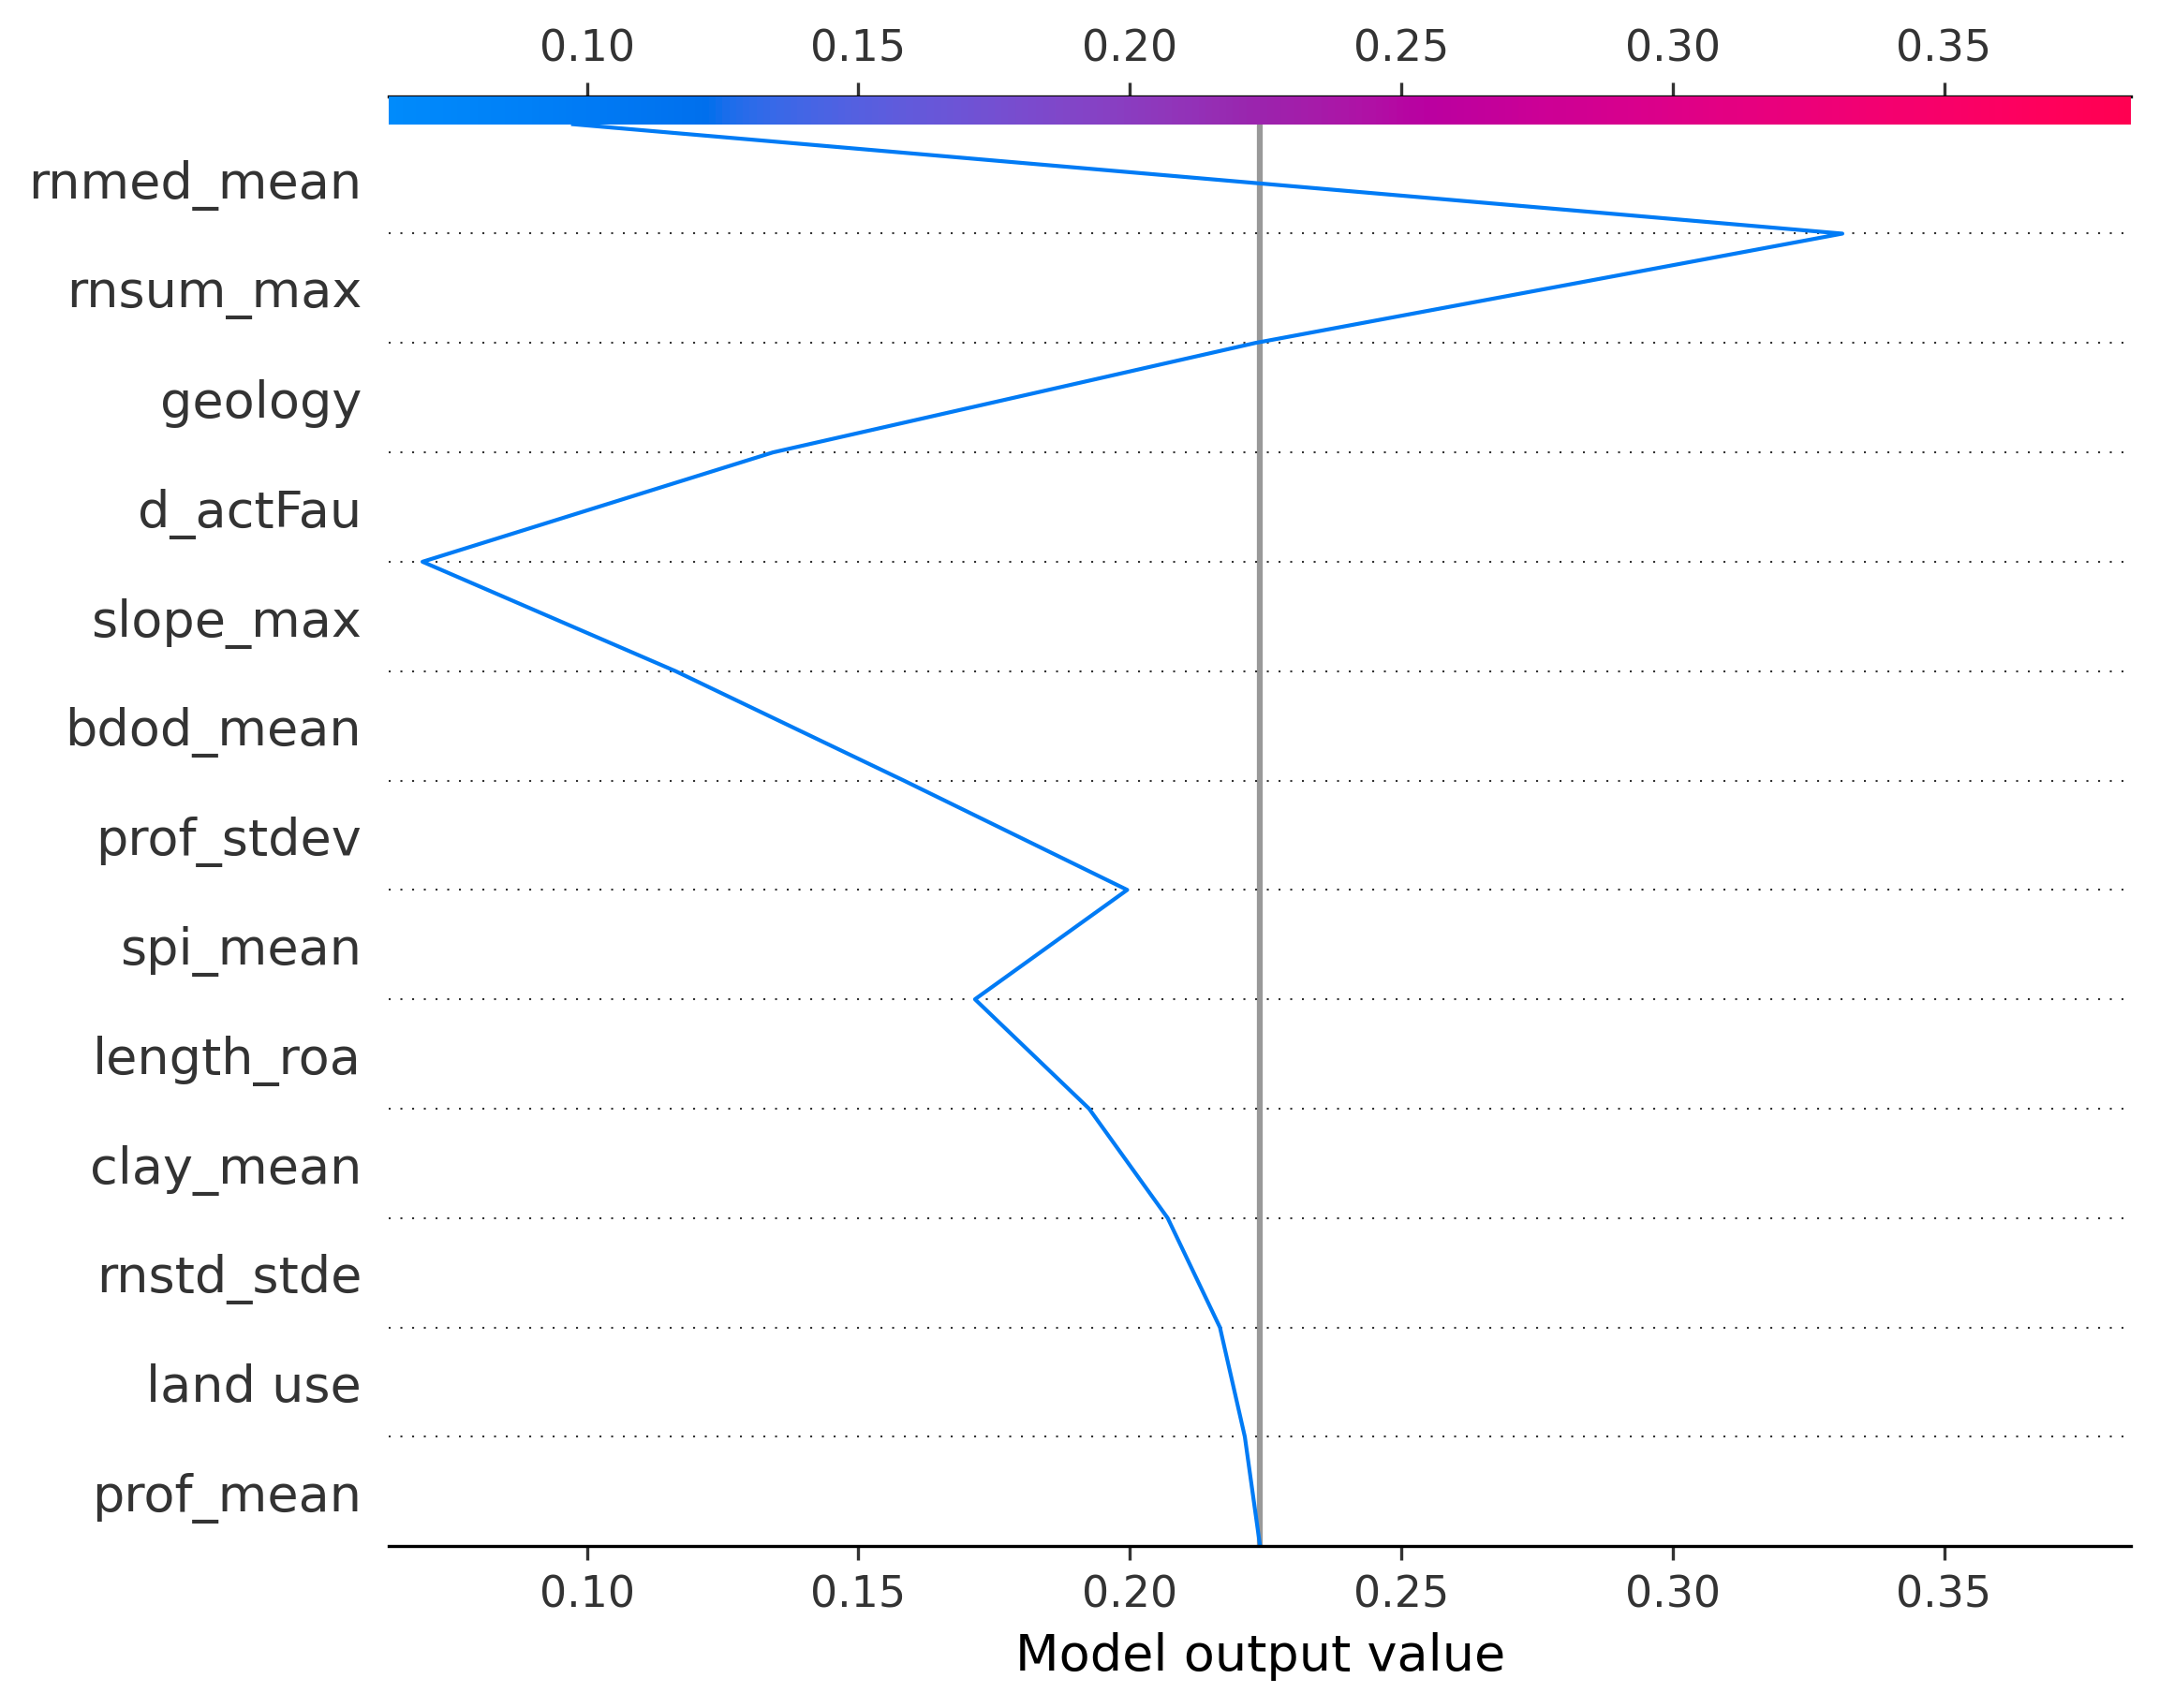 0.10 0.15 0.20 0.25 0.30 0.35
rnmed_mean
rnsum_max
geology
d_actFau
slope_max
bdod_mean
prof_stdev
spi_mean
length_roa
clay_mean
rnstd_stde
land use
prof_mean
0.10 0.15 0.20 0.25 0.30 0.35
Model output value